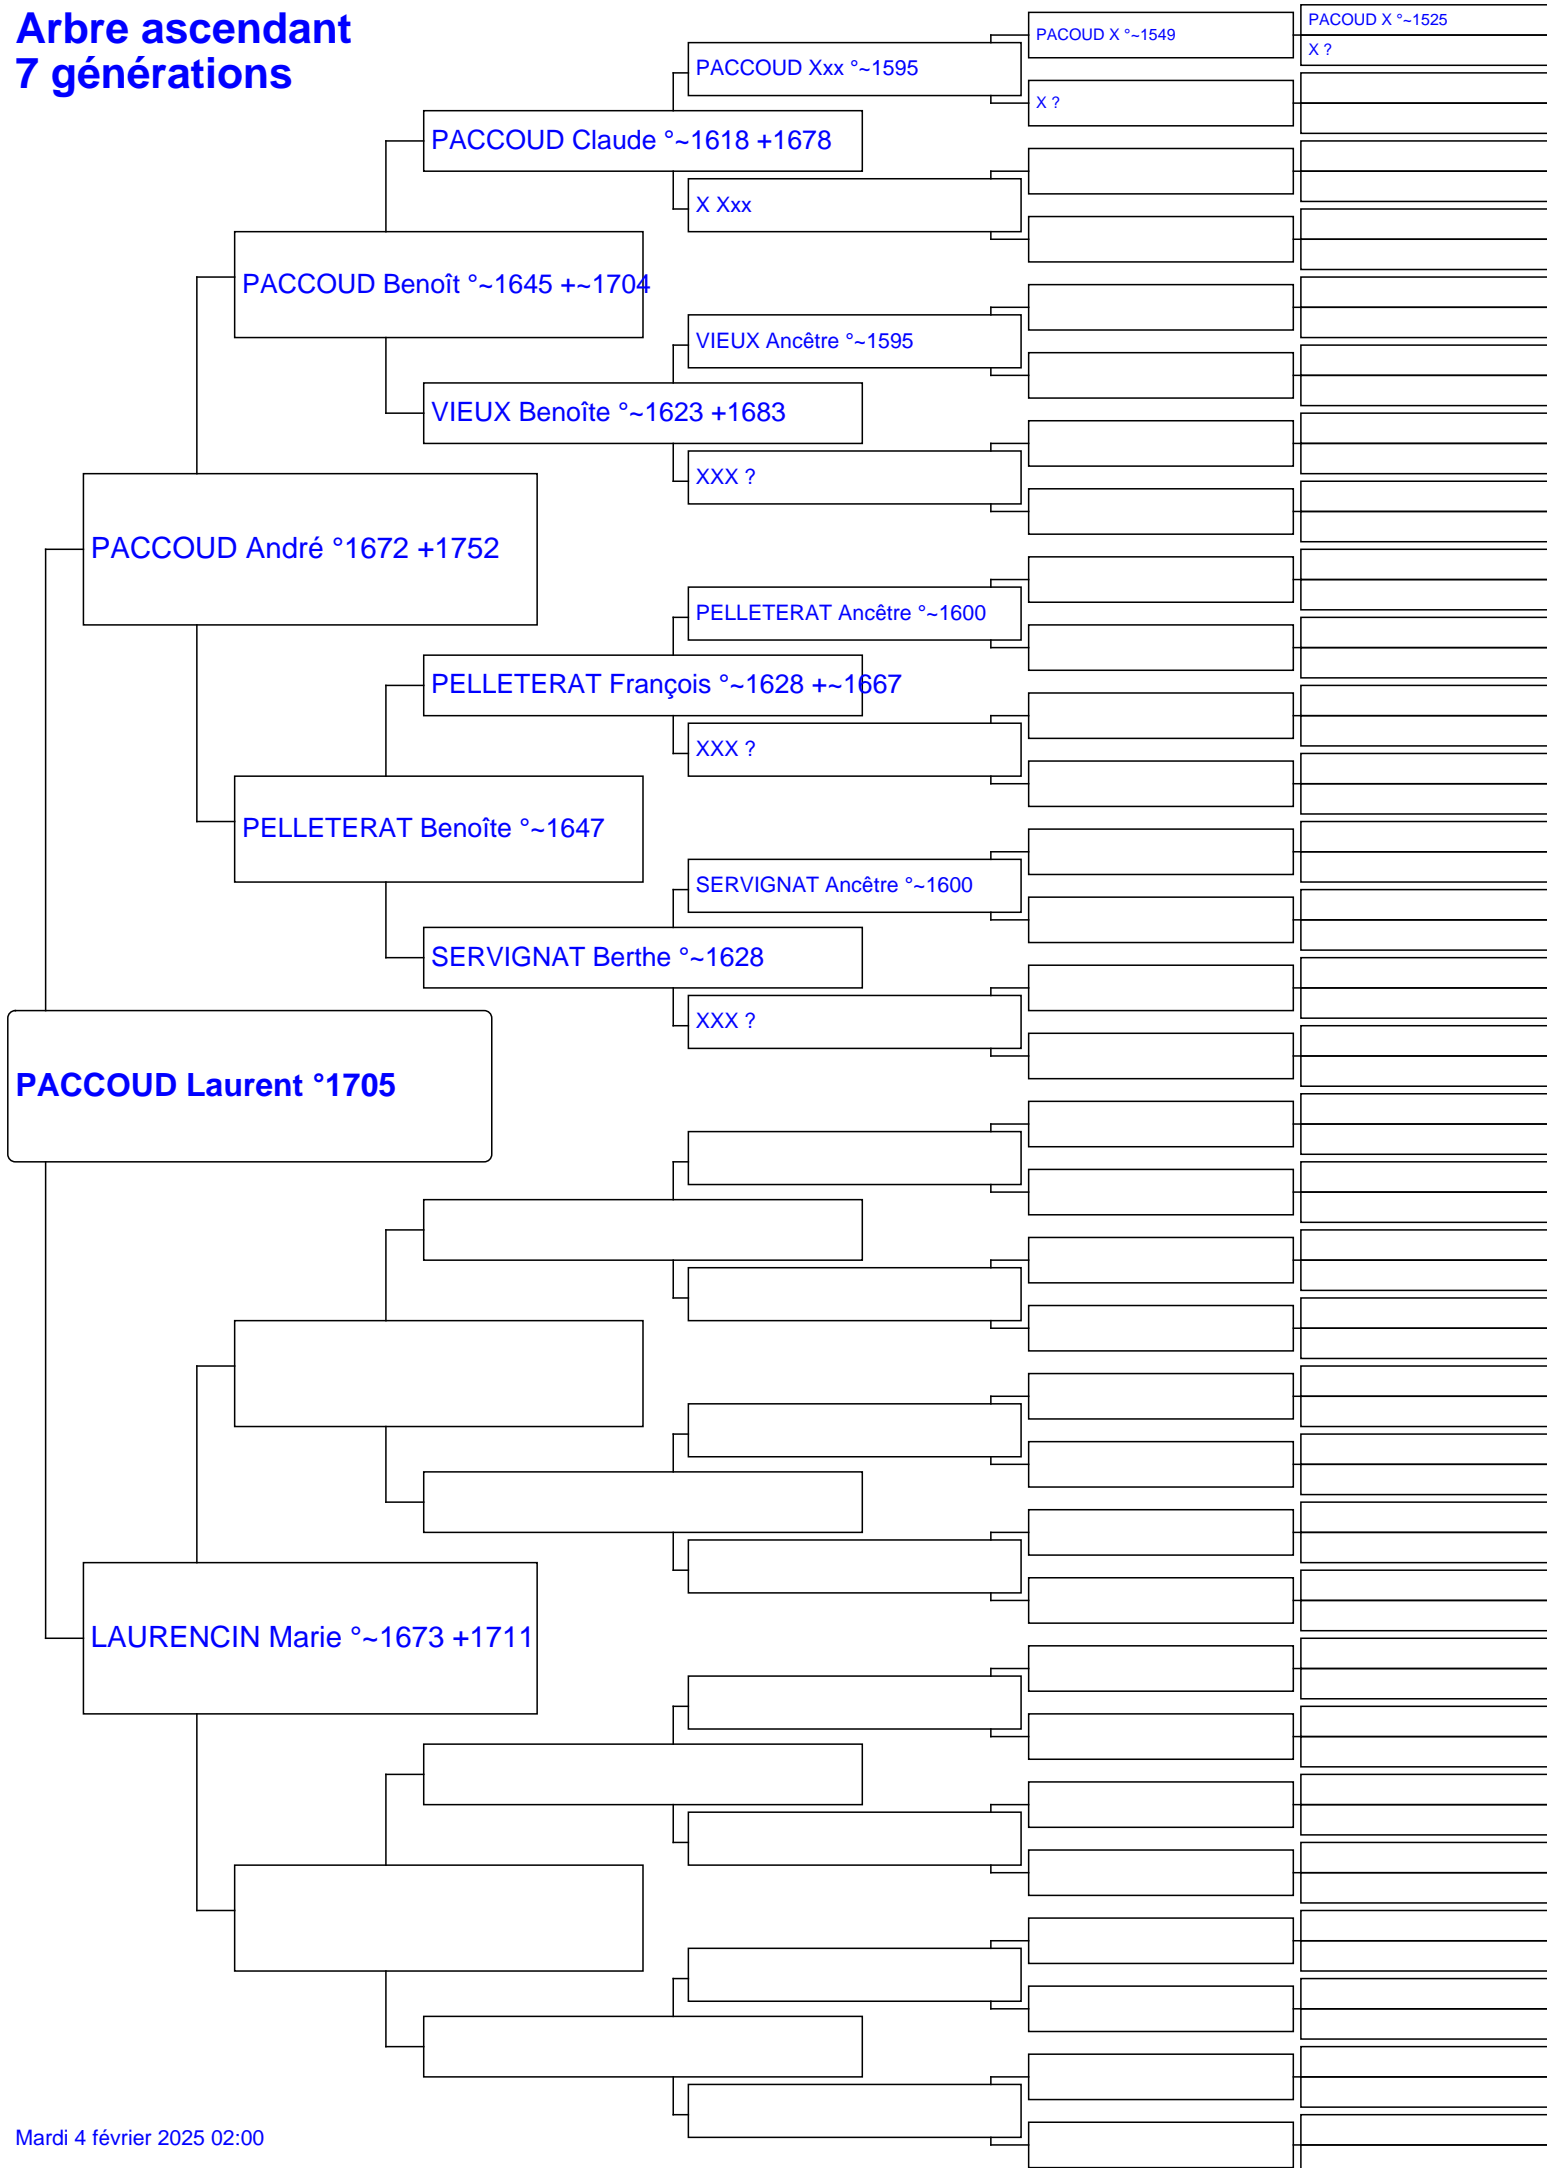 Arbre ascendant
7 générations
PACOUD X °~1525
X ?
PACOUD X °~1549
PACCOUD Xxx °~1595
X ?
PACCOUD Claude °~1618 +1678
X Xxx
PACCOUD Benoît °~1645 +~1704
VIEUX Ancêtre °~1595
VIEUX Benoîte °~1623 +1683
XXX ?
PACCOUD André °1672 +1752
PELLETERAT Ancêtre °~1600
PELLETERAT François °~1628 +~1667
XXX ?
PELLETERAT Benoîte °~1647
SERVIGNAT Ancêtre °~1600
SERVIGNAT Berthe °~1628
XXX ?
PACCOUD Laurent °1705
LAURENCIN Marie °~1673 +1711
Mardi 4 février 2025 02:00